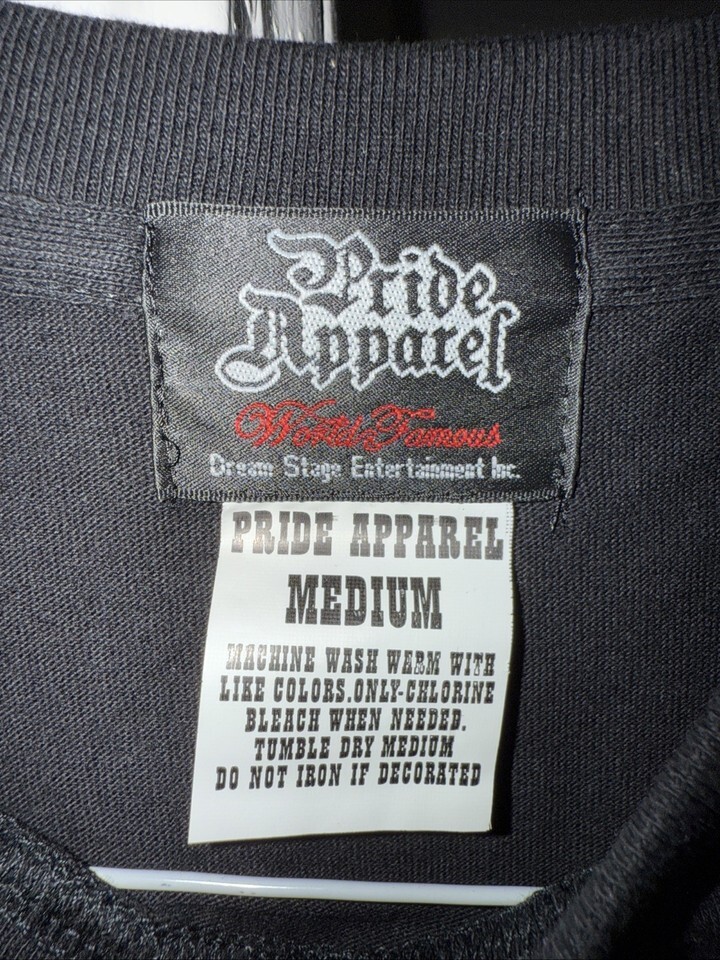 Pride
Apparel
World Famous
Dream Stage Entertainment Inc.
PRIDE APPAREL
MEDIUM
MACHINE WASH WARM WITH
LIKE COLORS.ONLY-CHLORINE
BLEACH WHEN NEEDED.
TUMBLE DRY MEDIUM
DO NOT IRON IF DECORATED